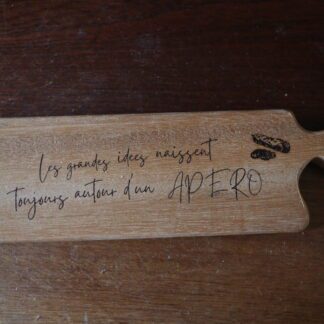 Les grandes idees naissent
toujours autour d'un APERO